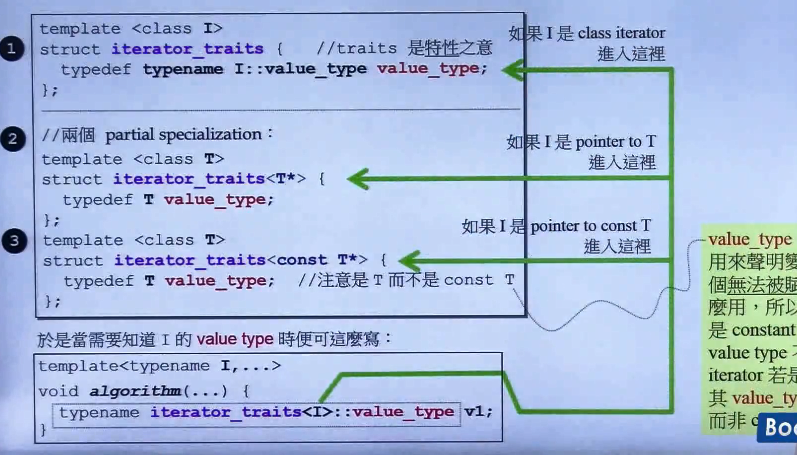 1
template <class I>
struct iterator_traits {   //traits 是特性之意
typedef typename I::value_type value_type;
};
如果 I 是 class iterator
進入這裡
2
//兩個 partial specialization：
template <class T>
struct iterator_traits<T*> {
typedef T value_type;
};
如果 I 是 pointer to T
進入這裡
3
template <class T>
struct iterator_traits<const T*> {
typedef T value_type;   //注意是 T 而不是 const T
};
如果 I 是 pointer to const T
進入這裡
於是當需要知道 I 的 value type 時便可這麼寫：
template<typename I,...>
void algorithm(...) {
typename iterator_traits<I>::value_type v1;
}
value_type
用來聲明變
個無法被賦
麼用，所以
是 constant
value type
iterator 若是
其 value_ty
而非
Boo